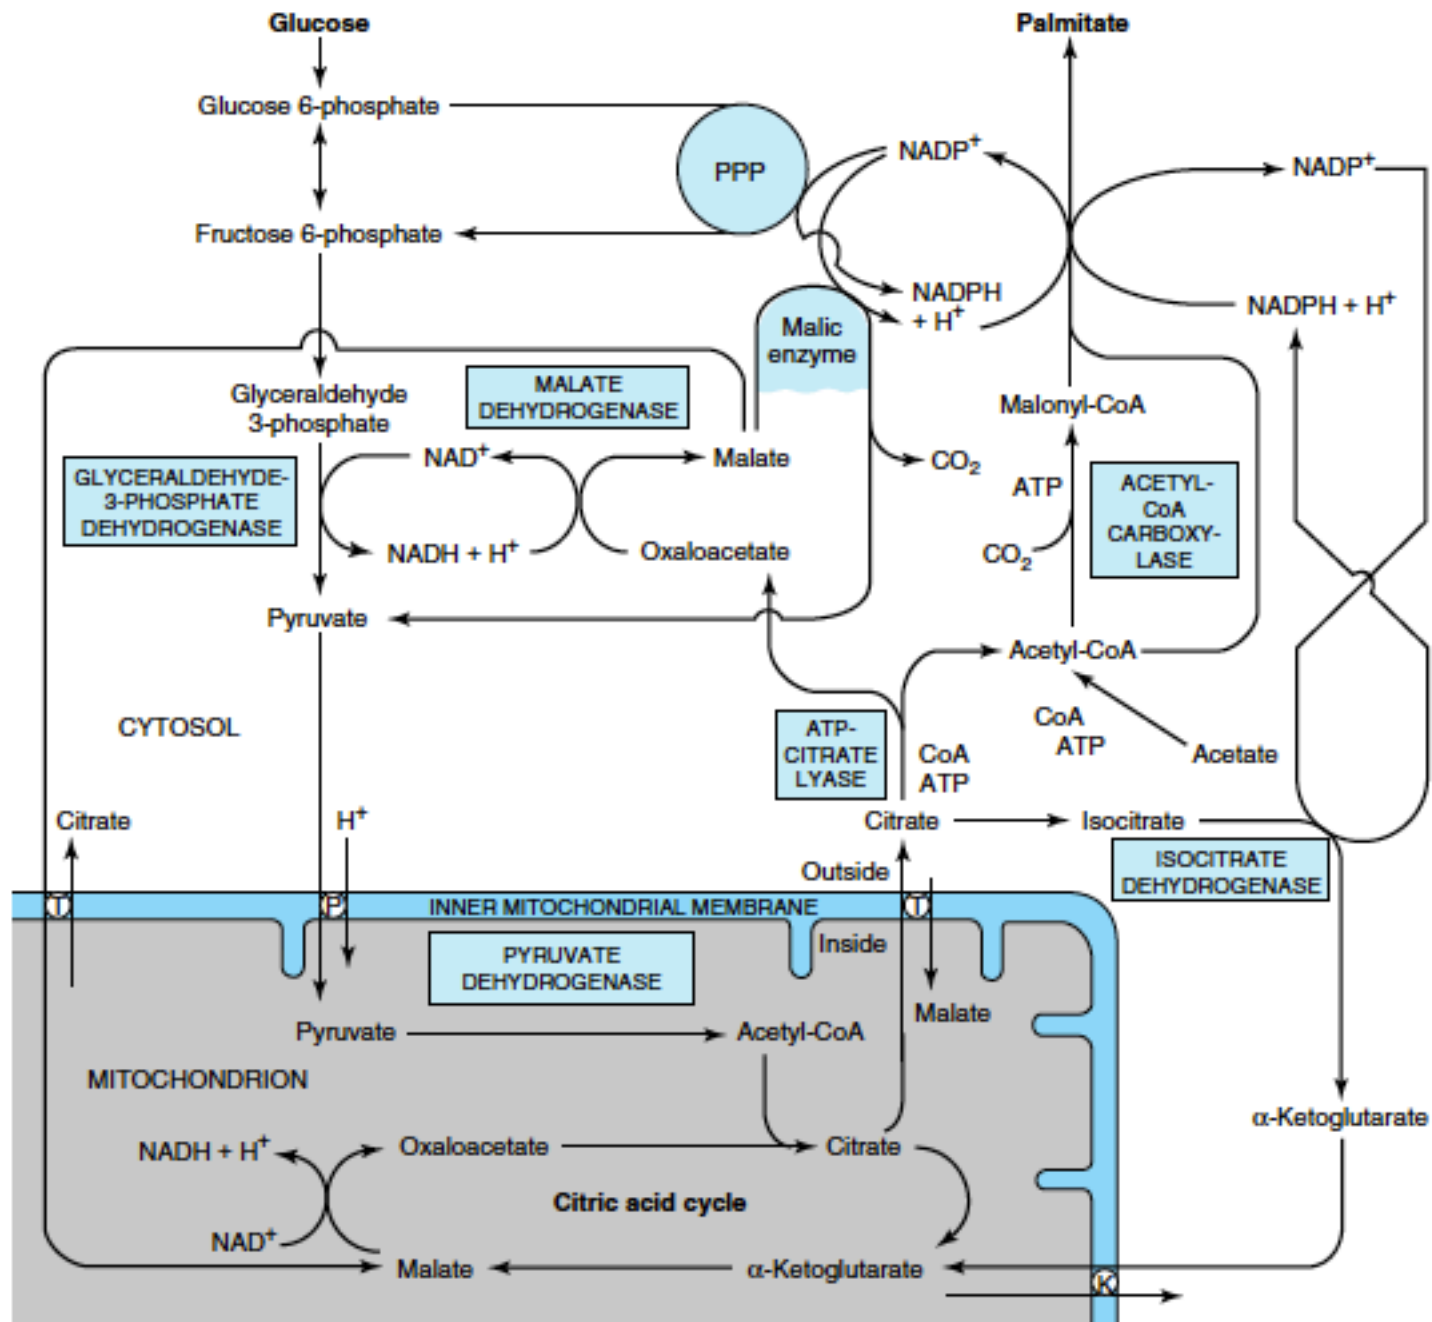 Glucose
Palmitate
Glucose 6-phosphate
PPP
NADP+
NADP+
Fructose 6-phosphate
NADPH
+ H+
NADPH + H+
Malic
enzyme
Glyceraldehyde
3-phosphate
MALATE
DEHYDROGENASE
Malonyl-CoA
NAD+
Malate
CO2
GLYCERALDEHYDE-
3-PHOSPHATE
DEHYDROGENASE
ATP
ACETYL-
CoA
CARBOXY-
LASE
NADH + H+
Oxaloacetate
CO2
Pyruvate
Acetyl-CoA
CYTOSOL
ATP-
CITRATE
LYASE
CoA
ATP
CoA
ATP
Acetate
Citrate
H+
Citrate
Isocitrate
Outside
ISOCITRATE
DEHYDROGENASE
T
P
INNER MITOCHONDRIAL MEMBRANE
T
Inside
PYRUVATE
DEHYDROGENASE
Malate
Pyruvate
Acetyl-CoA
MITOCHONDRION
α-Ketoglutarate
NADH + H+
Oxaloacetate
Citrate
Citric acid cycle
NAD+
Malate
α-Ketoglutarate
K